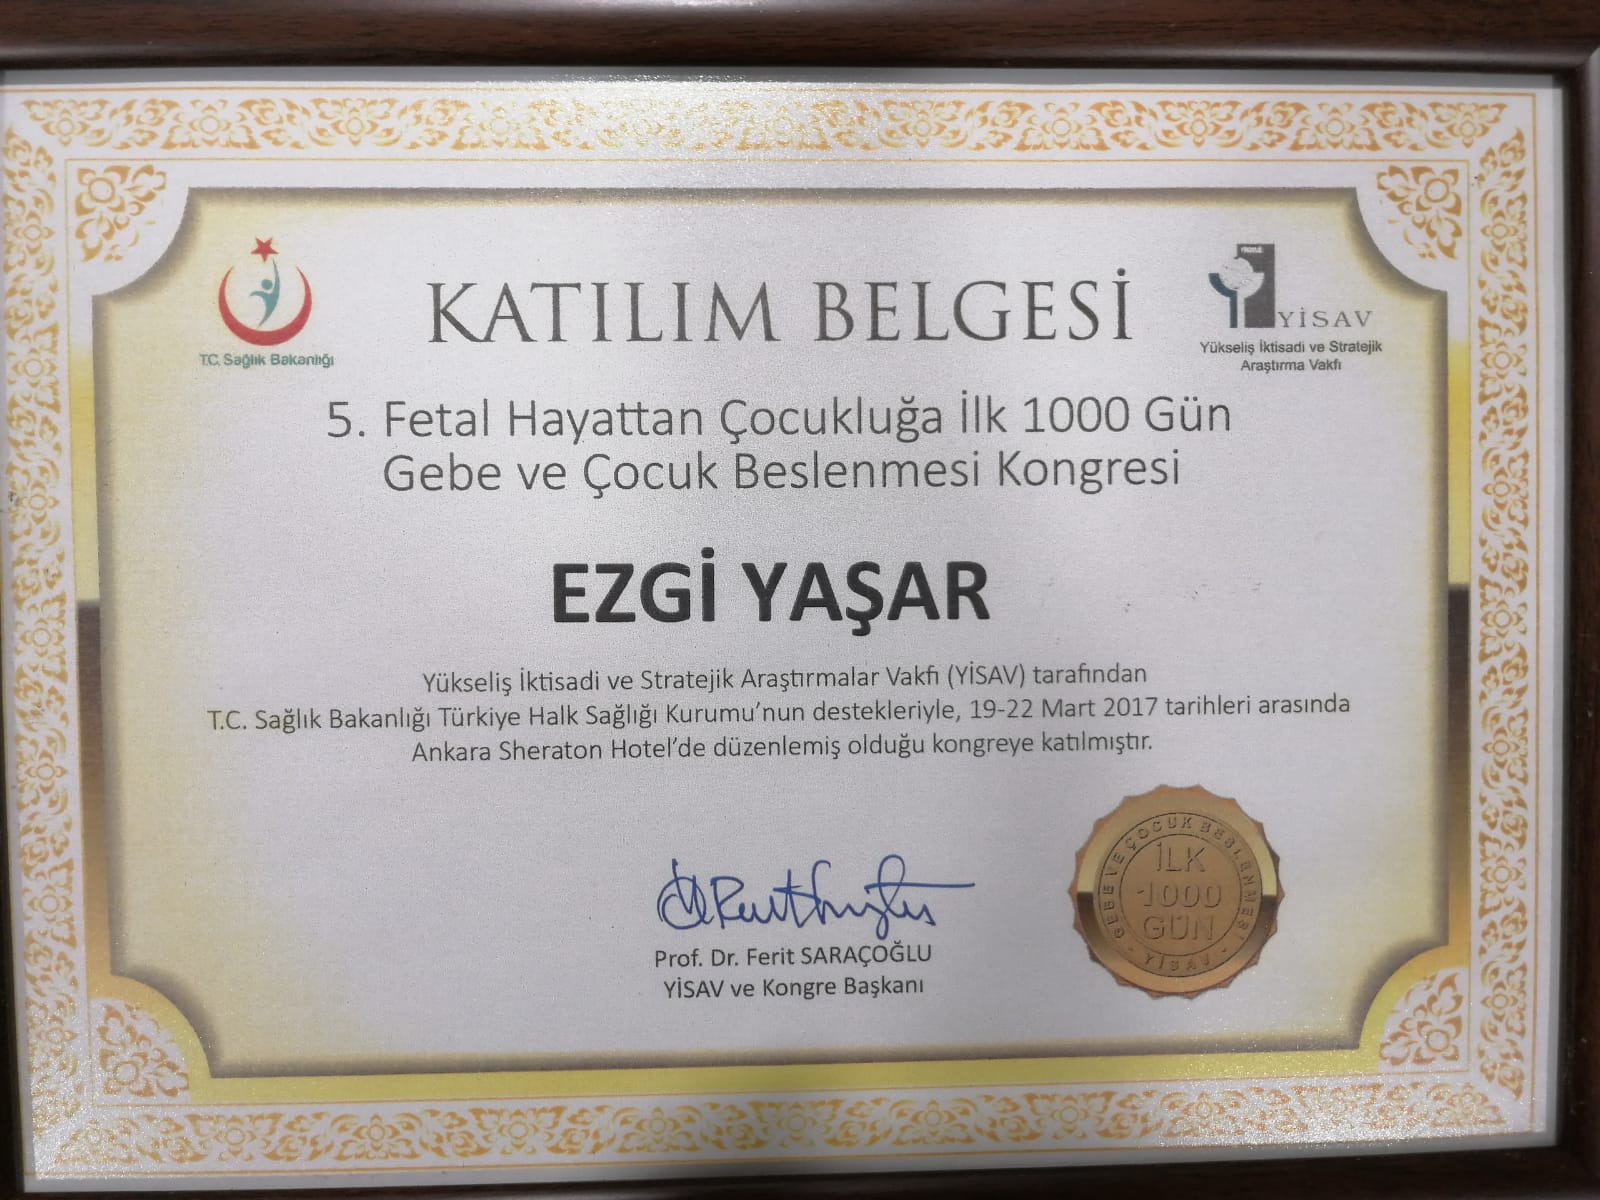 T.C. Sağlık Bakanlığı
KATILIM BELGESİ
YİSAV
Yükseliş İktisadi ve Stratejik
Araştırma Vakfı
5. Fetal Hayattan Çocukluğa İlk 1000 Gün
Gebe ve Çocuk Beslenmesi Kongresi
EZGİ YAŞAR
Yükseliş İktisadi ve Stratejik Araştırmalar Vakfı (YİSAV) tarafından
T.C. Sağlık Bakanlığı Türkiye Halk Sağlığı Kurumu’nun destekleriyle, 19-22 Mart 2017 tarihleri arasında
Ankara Sheraton Hotel’de düzenlemiş olduğu kongreye katılmıştır.
Prof. Dr. Ferit SARAÇOĞLU
YİSAV ve Kongre Başkanı
GEBE VE ÇOCUK BESLENMESİ
İLK
1000
GÜN
- YİSAV -